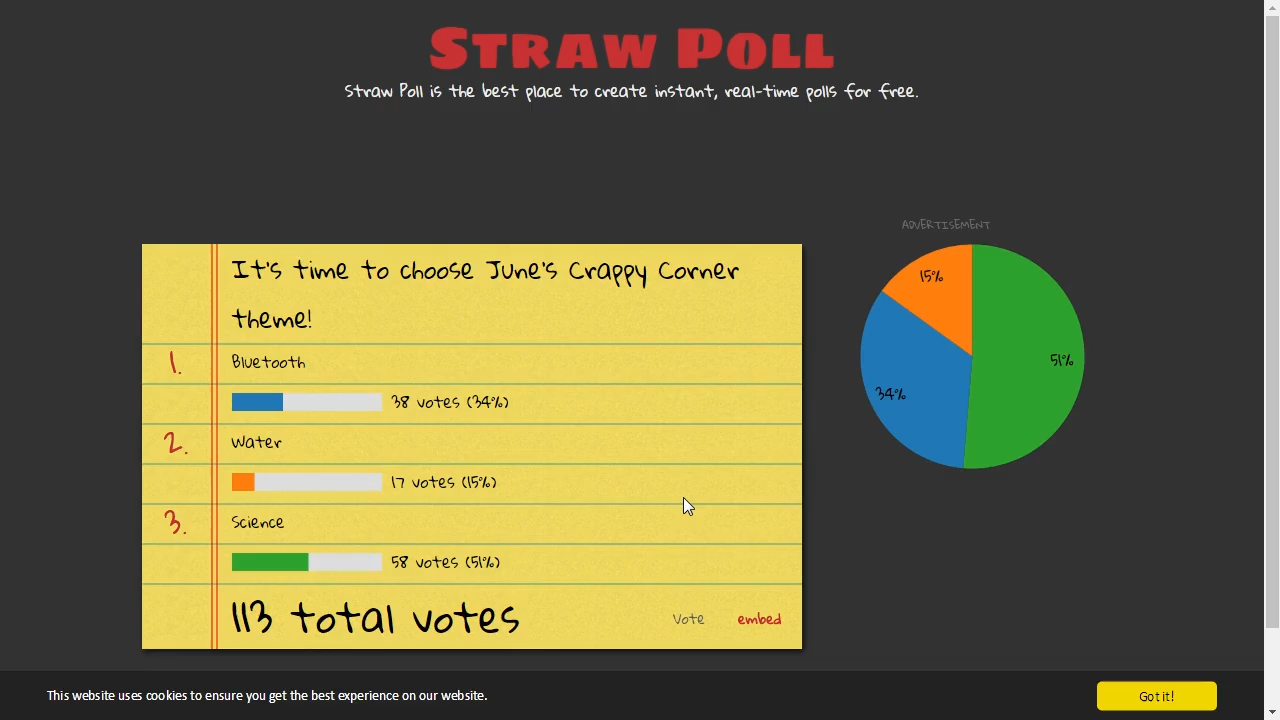 Straw Poll
Straw Poll is the best place to create instant, real-time polls for free.
ADVERTISEMENT
It's time to choose June's Crappy Corner
theme!
1. Bluetooth
38 votes (34%)
2. Water
17 votes (15%)
3. Science
58 votes (51%)
113 total votes
Vote embed
15%
51%
34%
This website uses cookies to ensure you get the best experience on our website.
Got it!